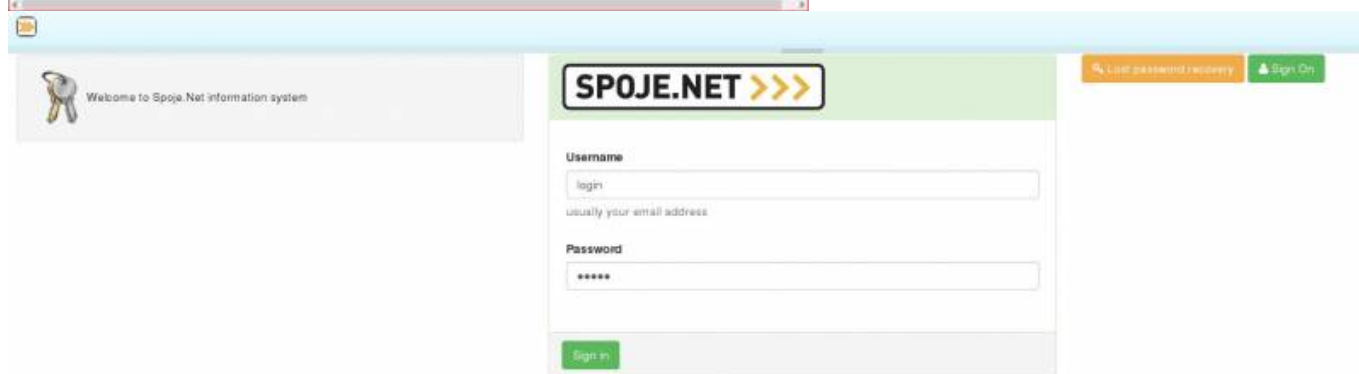 Welcome to Spoje.Net information system
SPOJE.NET >>>
Lost password recovery
Sign On
Username
login
usually your email address
Password
•••••
Sign in